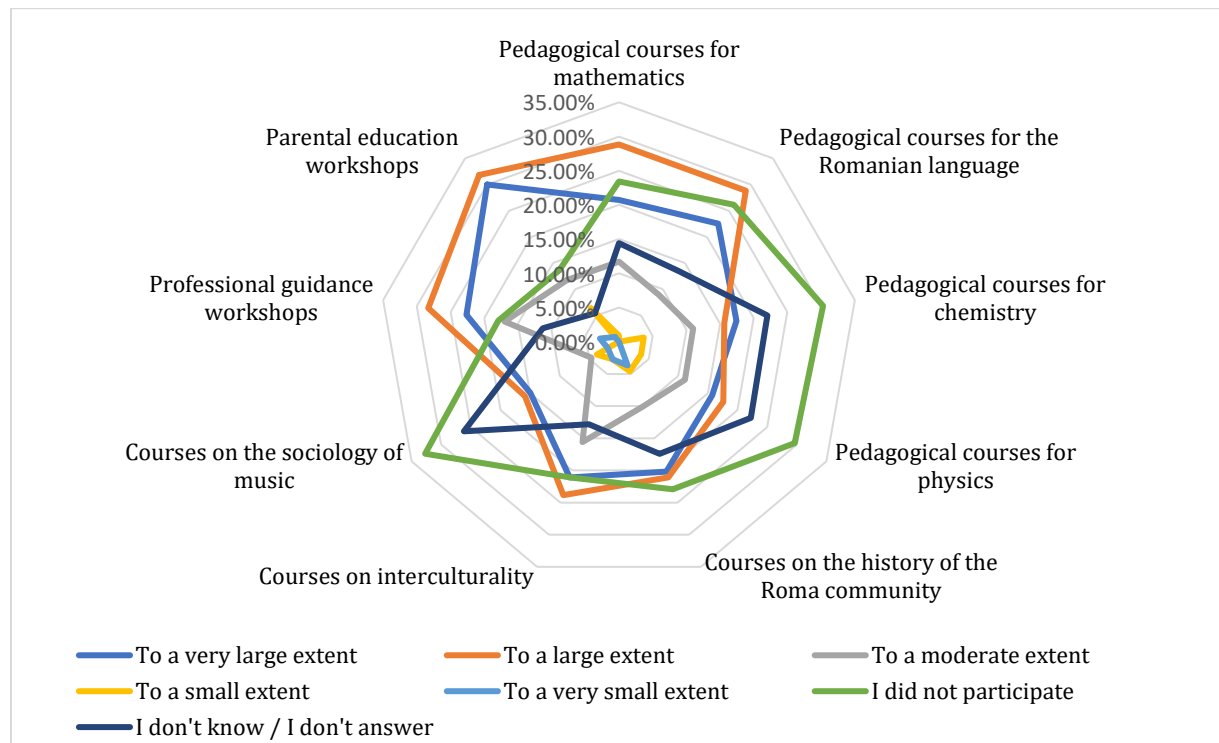 Pedagogical courses for
mathematics
35.00%
30.00%
25.00%
20.00%
15.00%
10.00%
5.00%
0.00%
Parental education
workshops
Pedagogical courses for the
Romanian language
Professional guidance
workshops
Pedagogical courses for
chemistry
Courses on the sociology of
music
Pedagogical courses for
physics
Courses on interculturality
Courses on the history of the
Roma community
To a very large extent
To a large extent
To a moderate extent
To a small extent
To a very small extent
I did not participate
I don't know / I don't answer